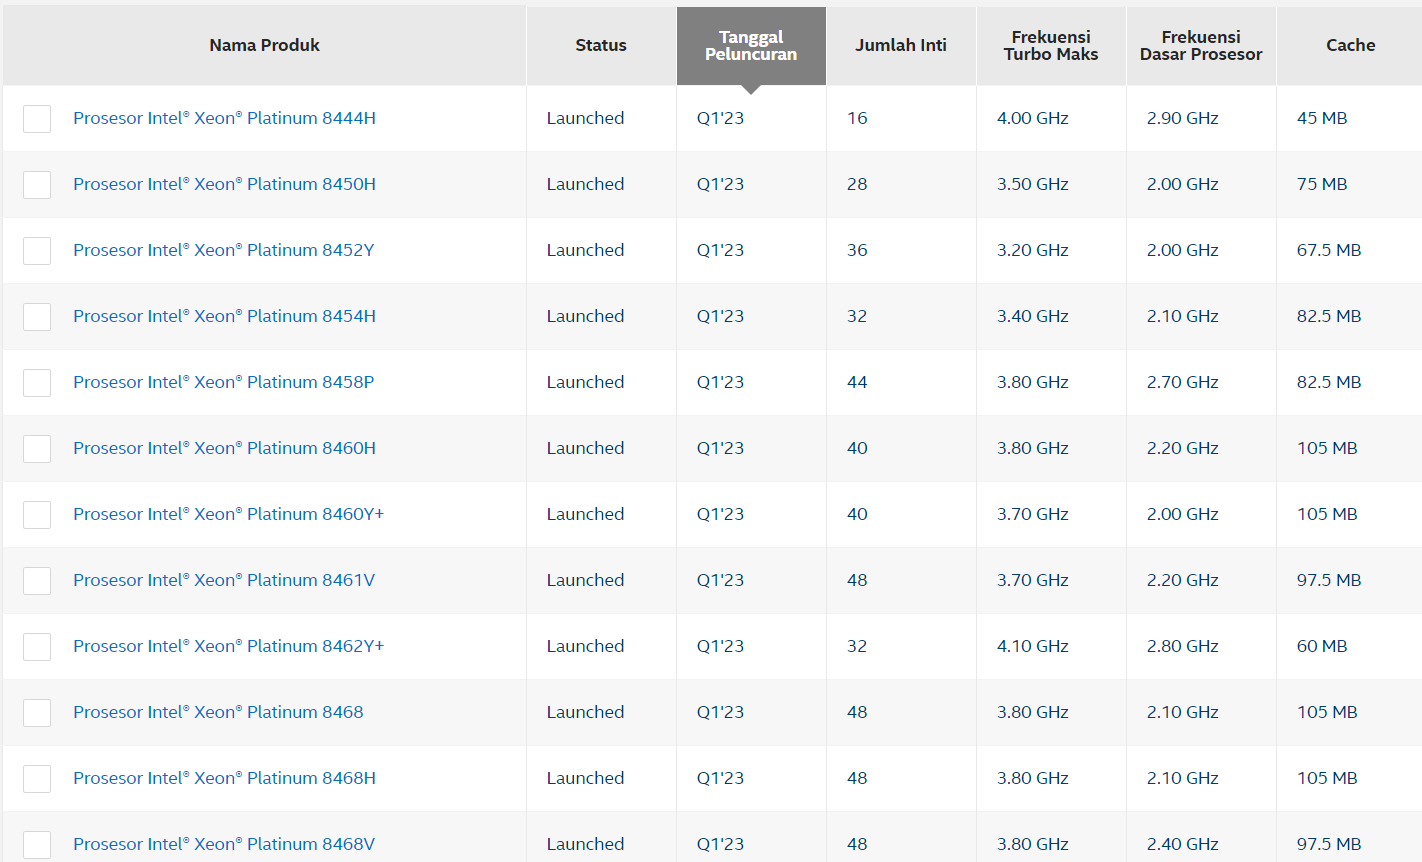 Nama Produk Status Tanggal Peluncuran Jumlah Inti Frekuensi Turbo Maks Frekuensi Dasar Prosesor Cache
Prosesor Intel® Xeon® Platinum 8444H Launched Q1'23 16 4.00 GHz 2.90 GHz 45 MB
Prosesor Intel® Xeon® Platinum 8450H Launched Q1'23 28 3.50 GHz 2.00 GHz 75 MB
Prosesor Intel® Xeon® Platinum 8452Y Launched Q1'23 36 3.20 GHz 2.00 GHz 67.5 MB
Prosesor Intel® Xeon® Platinum 8454H Launched Q1'23 32 3.40 GHz 2.10 GHz 82.5 MB
Prosesor Intel® Xeon® Platinum 8458P Launched Q1'23 44 3.80 GHz 2.70 GHz 82.5 MB
Prosesor Intel® Xeon® Platinum 8460H Launched Q1'23 40 3.80 GHz 2.20 GHz 105 MB
Prosesor Intel® Xeon® Platinum 8460Y+ Launched Q1'23 40 3.70 GHz 2.00 GHz 105 MB
Prosesor Intel® Xeon® Platinum 8461V Launched Q1'23 48 3.70 GHz 2.20 GHz 97.5 MB
Prosesor Intel® Xeon® Platinum 8462Y+ Launched Q1'23 32 4.10 GHz 2.80 GHz 60 MB
Prosesor Intel® Xeon® Platinum 8468 Launched Q1'23 48 3.80 GHz 2.10 GHz 105 MB
Prosesor Intel® Xeon® Platinum 8468H Launched Q1'23 48 3.80 GHz 2.10 GHz 105 MB
Prosesor Intel® Xeon® Platinum 8468V Launched Q1'23 48 3.80 GHz 2.40 GHz 97.5 MB